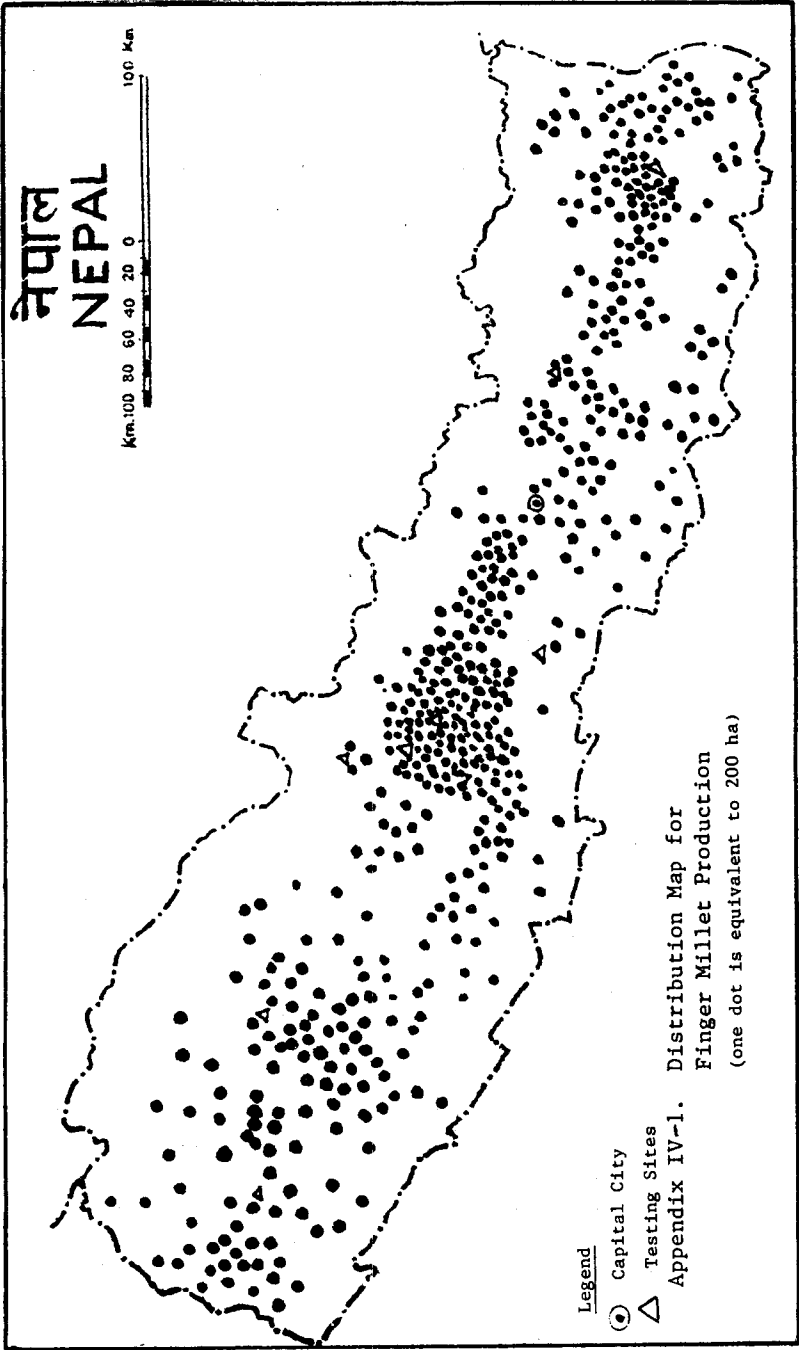 नेपाल
NEPAL
Km.100 80 60 40 20 0 100 Km
Legend
Capital City
Testing Sites
Appendix IV-1. Distribution Map for
Finger Millet Production
(one dot is equivalent to 200 ha)